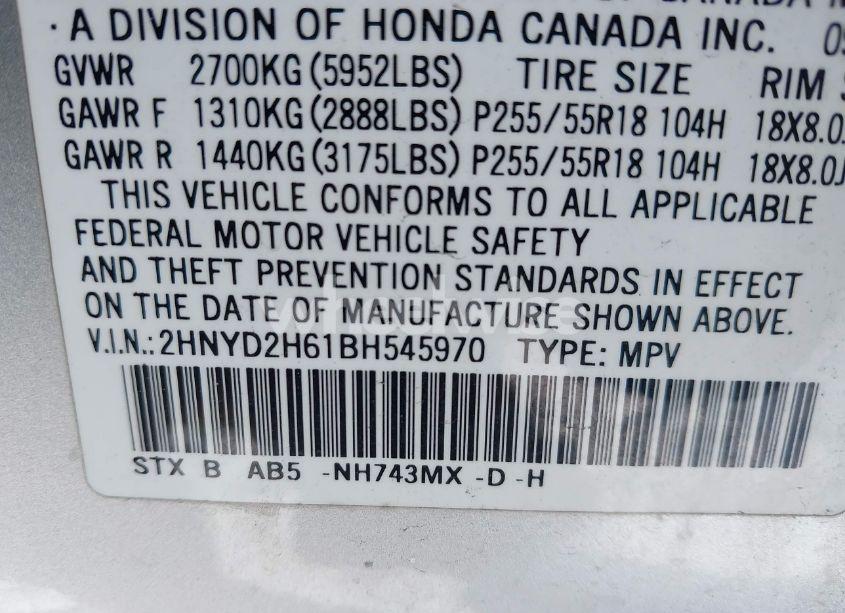 · A DIVISION OF HONDA CANADA INC.
GVWR 2700KG (5952LBS) TIRE SIZE RIM
GAWR F 1310KG (2888LBS) P255/55R18 104H 18X8.0J
GAWR R 1440KG (3175LBS) P255/55R18 104H 18X8.0J
THIS VEHICLE CONFORMS TO ALL APPLICABLE
FEDERAL MOTOR VEHICLE SAFETY
AND THEFT PREVENTION STANDARDS IN EFFECT
ON THE DATE OF MANUFACTURE SHOWN ABOVE.
V.I.N.: 2HNYD2H61BH545970 TYPE: MPV
STX B AB5 -NH743MX -D -H